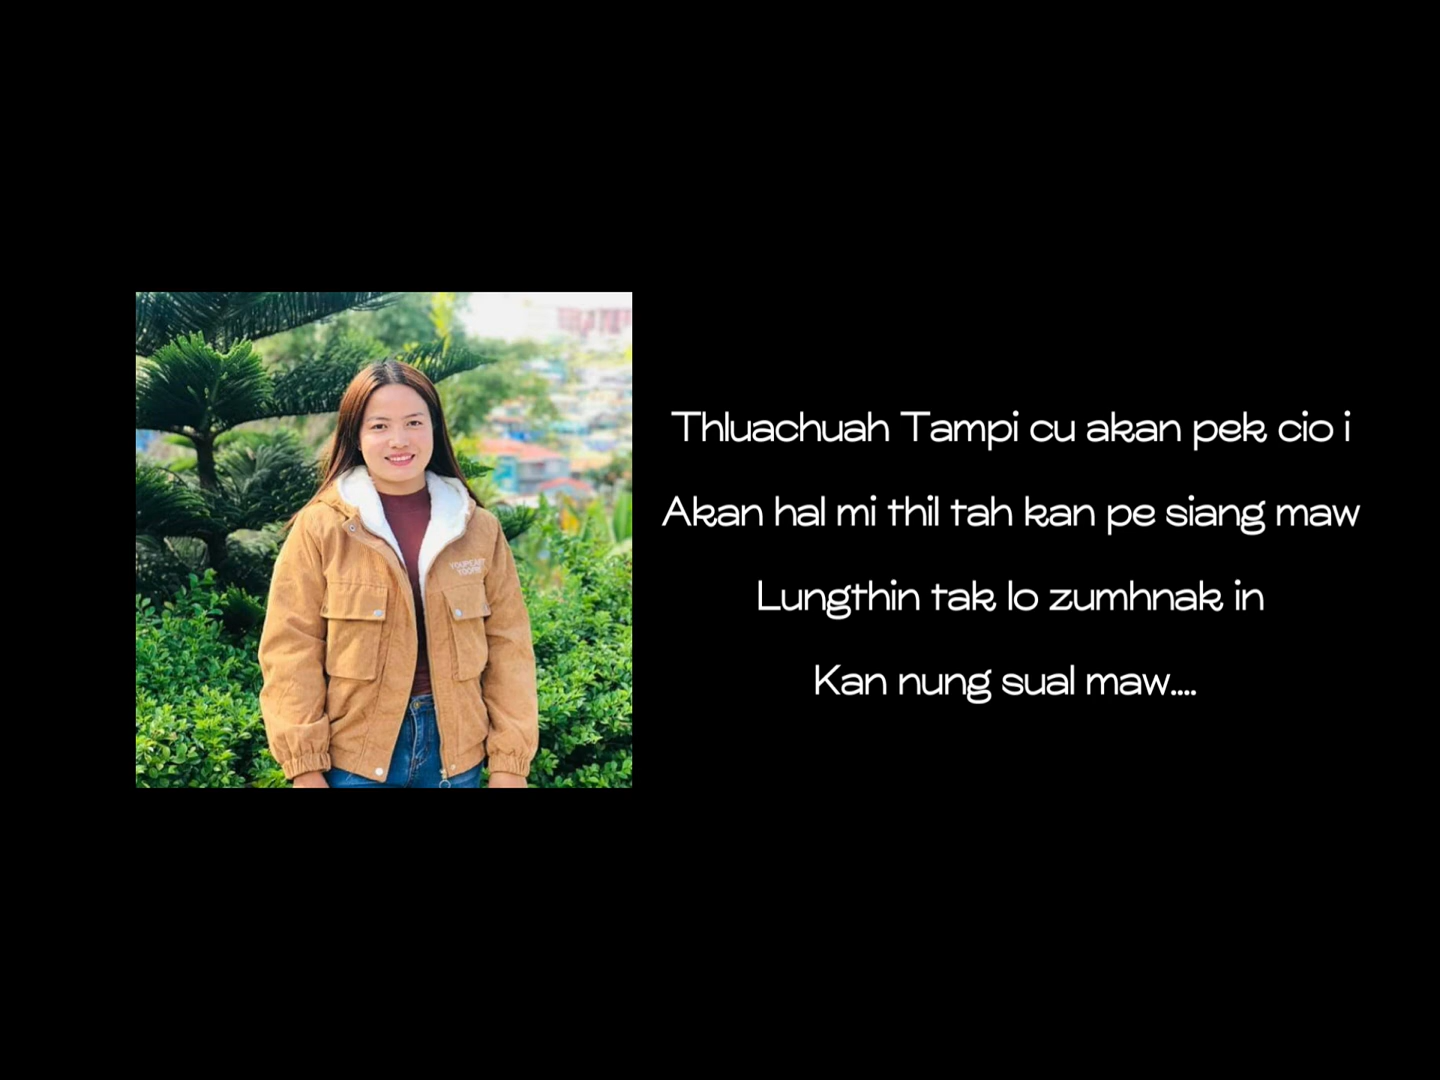 Thluachuah Tampi cu akan pek cio i
Akan hal mi thil tah kan pe siang maw
Lungthin tak lo zumhnak in
Kan nung sual maw....